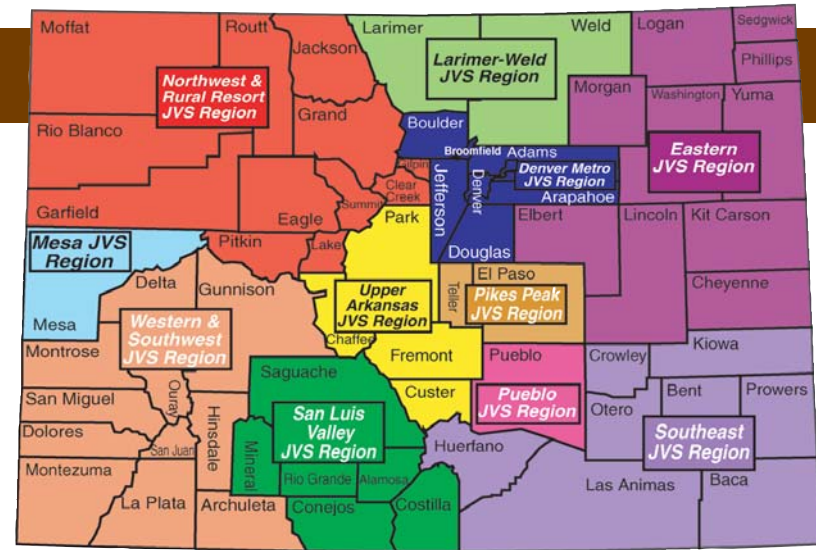 Moffat
Routt
Jackson
Larimer
Weld
Logan
Sedgwick
Phillips
Northwest &
Rural Resort
JVS Region
Larimer-Weld
JVS Region
Morgan
Washington
Yuma
Rio Blanco
Grand
Boulder
Broomfield
Adams
Eastern
JVS Region
Gilpin
Clear
Creek
Jefferson
Denver
Denver Metro
JVS Region
Arapahoe
Garfield
Eagle
Summit
Park
Douglas
Elbert
Lincoln
Kit Carson
Mesa JVS
Region
Pitkin
Lake
Delta
Gunnison
Upper
Arkansas
JVS Region
Teller
El Paso
Pikes Peak
JVS Region
Cheyenne
Mesa
Western &
Southwest
JVS Region
Chaffee
Montrose
Fremont
Pueblo
Crowley
Kiowa
Saguache
San Miguel
Ouray
Hinsdale
Custer
Pueblo
JVS Region
Otero
Bent
Prowers
San Luis
Valley
JVS Region
Southeast
JVS Region
Dolores
San Juan
Mineral
Huerfano
Montezuma
Rio Grande
Alamosa
Las Animas
Baca
La Plata
Archuleta
Conejos
Costilla